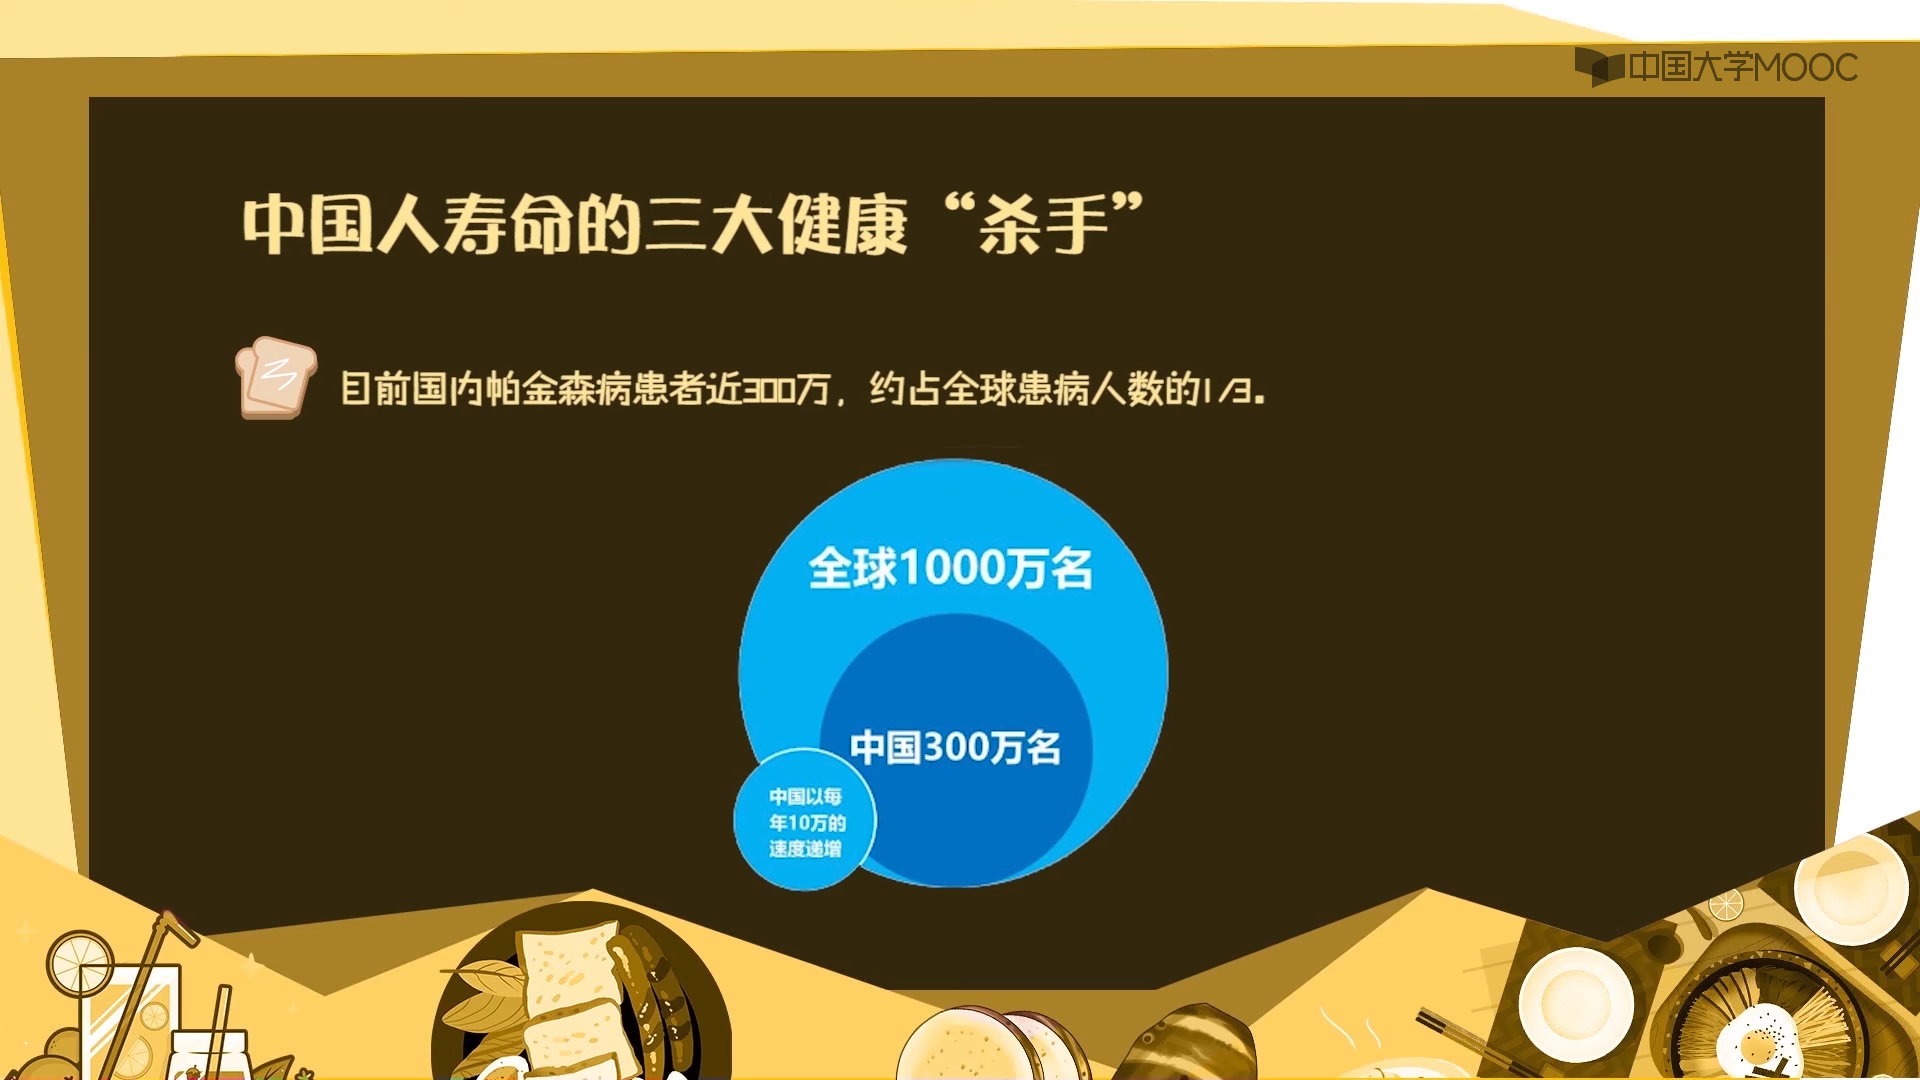 中国大学MOOC
中国人寿命的三大健康“杀手”
目前国内帕金森病患者近300万，约占全球患病人数的1/3。
全球1000万名
中国300万名
中国以每
年10万的
速度递增